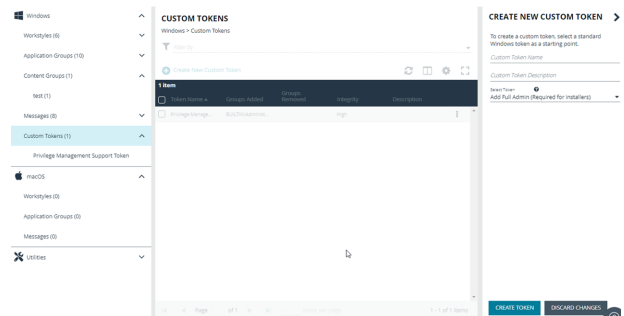 Windows
Workstyles (6)
Application Groups (10)
Content Groups (1)
test (1)
Messages (8)
Custom Tokens (1)
Privilege Management Support Token
macOS
Workstyles (0)
Application Groups (0)
Messages (0)
Utilities
CUSTOM TOKENS
Windows > Custom Tokens
Filter by
Create New Custom Token
1 item
Token Name
Groups Added
Groups Removed
Integrity
Description
Privilege Manage...
High
Page
of 1
1 - 1 of 1 items
CREATE NEW CUSTOM TOKEN
To create a custom token, select a standard
Windows token as a starting point.
Custom Token Name
Custom Token Description
Select Token
Add Full Admin (Required for installers)
CREATE TOKEN
DISCARD CHANGES